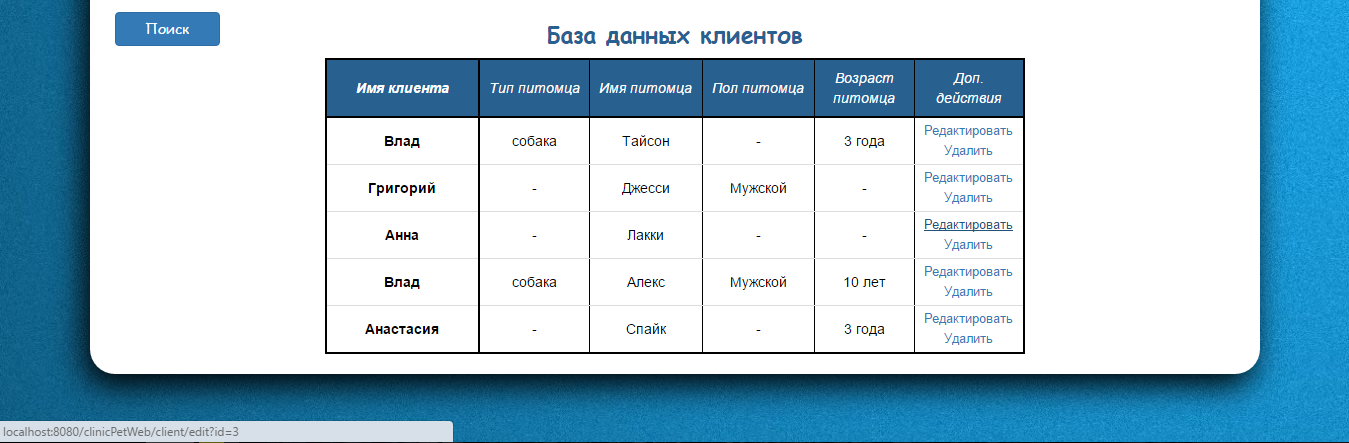 Поиск
База данных клиентов
Имя клиента Тип питомца Имя питомца Пол питомца Возраст питомца Доп. действия
Влад собака Тайсон - 3 года Редактировать Удалить
Григорий - Джесси Мужской - Редактировать Удалить
Анна - Лакки - - Редактировать Удалить
Влад собака Алекс Мужской 10 лет Редактировать Удалить
Анастасия - Спайк - 3 года Редактировать Удалить
localhost:8080/clinicPetWeb/client/edit?id=3